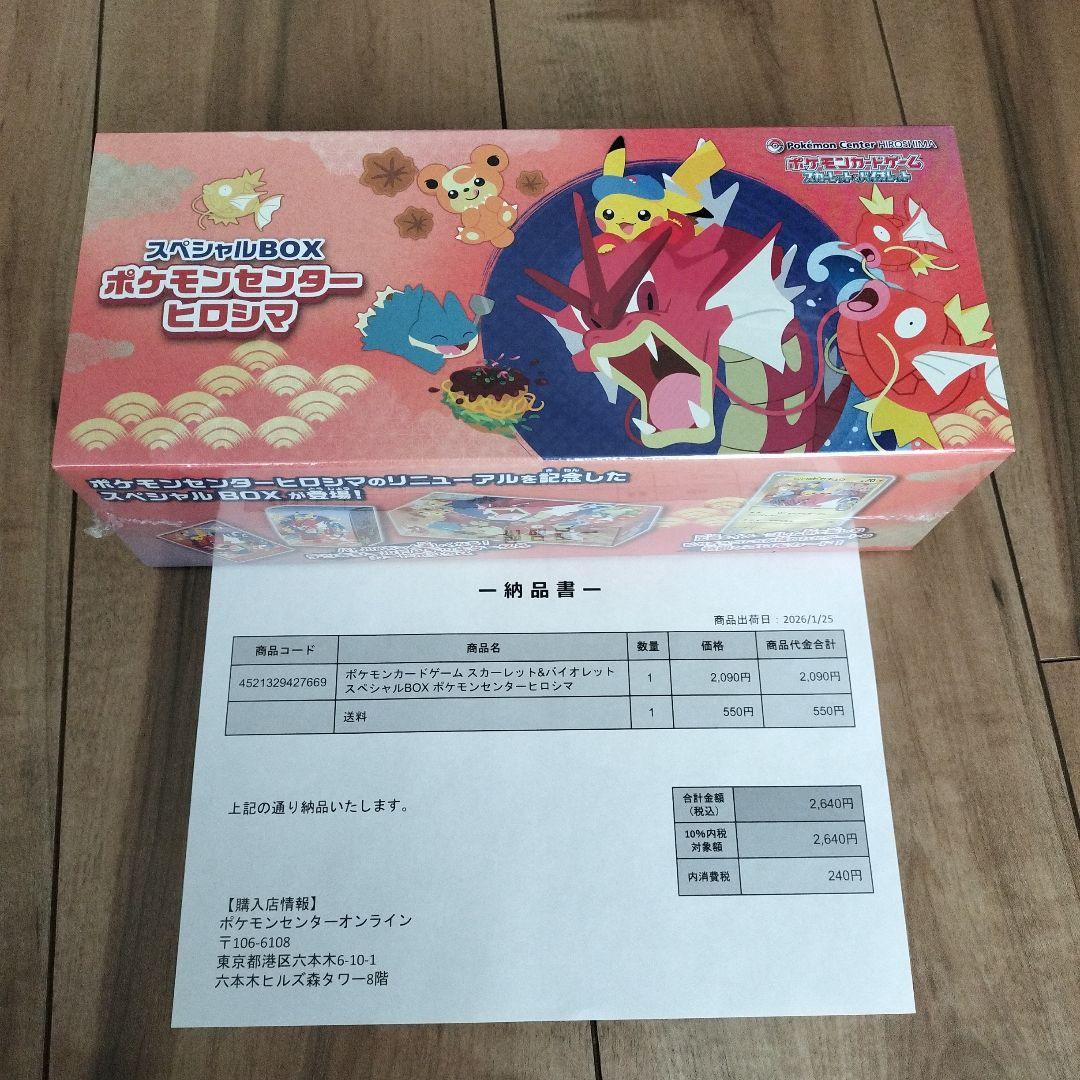 Pokémon Center HIROSHIMA
ポケモンカードゲーム
スカーレット&バイオレット
スペシャルBOX
ポケモンセンター
ヒロシマ
ポケモンセンターヒロシマのリニューアルを記念した
スペシャルBOXが登場!
ー納品書ー
商品出荷日:2026/1/25
商品コード 商品名 数量 価格 商品代金合計
4521329427669 ポケモンカードゲーム スカーレット&バイオレット
スペシャルBOX ポケモンセンターヒロシマ 1 2,090円 2,090円
送料 1 550円 550円
上記の通り納品いたします。
合計金額
(税込) 2,640円
10%内税
対象額 2,640円
内消費税 240円
【購入店情報】
ポケモンセンターオンライン
〒106-6108
東京都港区六本木6-10-1
六本木ヒルズ森タワー8階